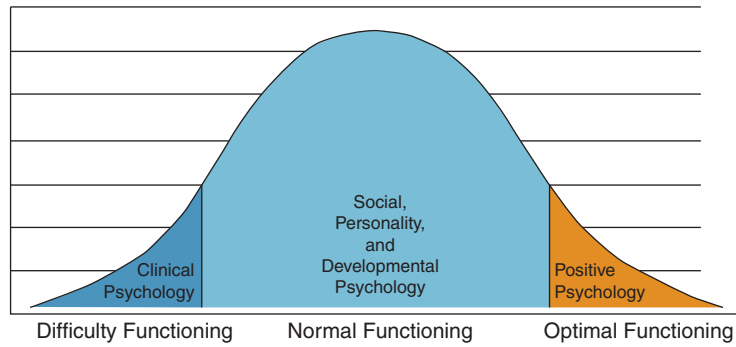 Social,
Personality,
and
Developmental
Psychology
Clinical
Psychology
Positive
Psychology
Difficulty Functioning
Normal Functioning
Optimal Functioning